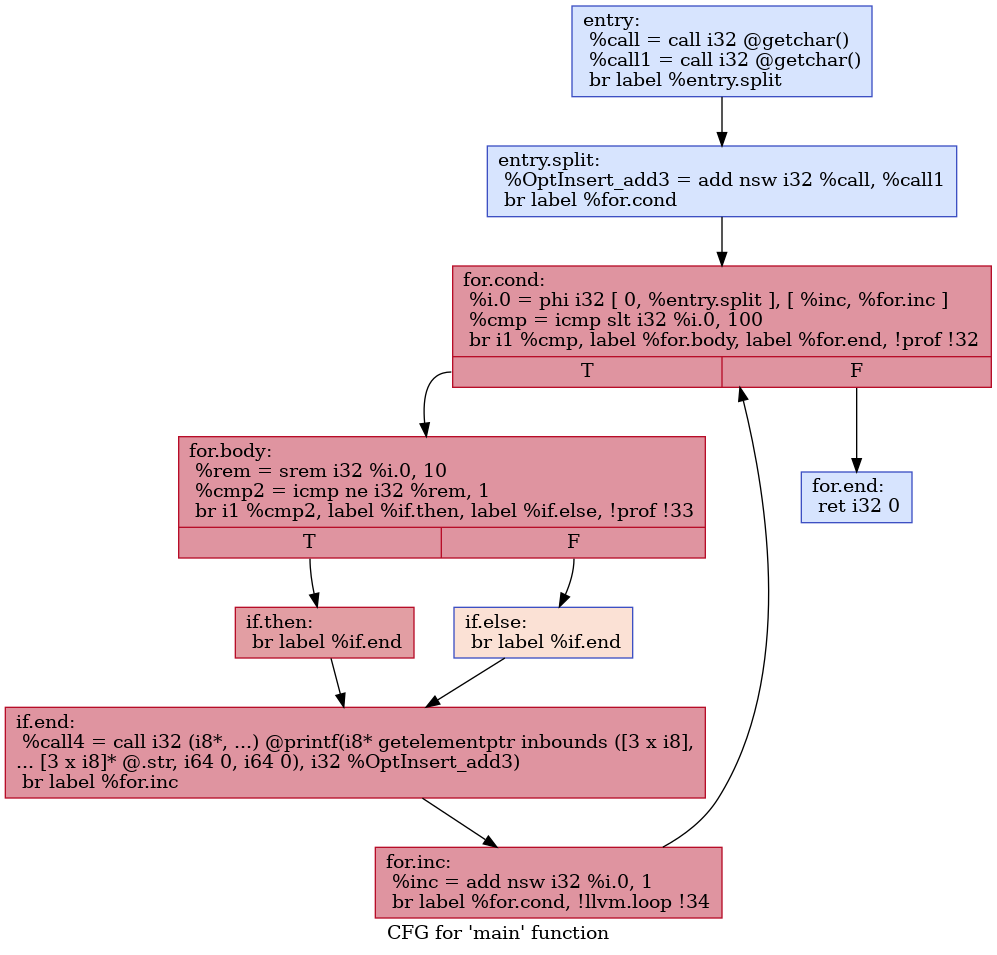 entry:
%call = call i32 @getchar()
%call1 = call i32 @getchar()
br label %entry.split
entry.split:
%OptInsert_add3 = add nsw i32 %call, %call1
br label %for.cond
for.cond:
%i.0 = phi i32 [ 0, %entry.split ], [ %inc, %for.inc ]
%cmp = icmp slt i32 %i.0, 100
br i1 %cmp, label %for.body, label %for.end, !prof !32
T
F
for.body:
%rem = srem i32 %i.0, 10
%cmp2 = icmp ne i32 %rem, 1
br i1 %cmp2, label %if.then, label %if.else, !prof !33
T
F
for.end:
ret i32 0
if.then:
br label %if.end
if.else:
br label %if.end
if.end:
%call4 = call i32 (i8*, ...) @printf(i8* getelementptr inbounds ([3 x i8],
... [3 x i8]* @.str, i64 0, i64 0), i32 %OptInsert_add3)
br label %for.inc
for.inc:
%inc = add nsw i32 %i.0, 1
br label %for.cond, !llvm.loop !34
CFG for 'main' function